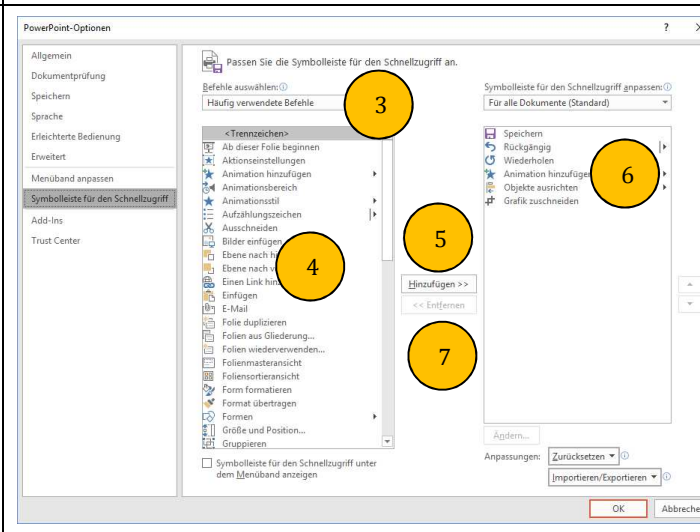 PowerPoint-Optionen ?
Allgemein
Dokumentprüfung
Speichern
Sprache
Erleichterte Bedienung
Erweitert
Menüband anpassen
Symbolleiste für den Schnellzugriff
Add-Ins
Trust Center
Passen Sie die Symbolleiste für den Schnellzugriff an.
Befehle auswählen:
Häufig verwendete Befehle
3
<Trennzeichen>
Ab dieser Folie beginnen
Aktionseinstellungen
Animation hinzufügen
Animationsbereich
Animationsstil
Aufzählungszeichen
Ausschneiden
Bilder einfügen
Ebene nach
Ebene nach
Einen Link
Einfügen
E-Mail
Folie duplizieren
Folien aus Gliederung...
Folien wiederverwenden...
Folienmasteransicht
Foliensortieransicht
Form formatieren
Format übertragen
Formen
Größe und Position...
Gruppieren
4
Symbolleiste für den Schnellzugriff unter
dem Menüband anzeigen
5
Hinzufügen >>
<< Entfernen
7
Symbolleiste für den Schnellzugriff anpassen:
Für alle Dokumente (Standard)
Speichern
Rückgängig
Wiederholen
Animation hinzufügen
Objekte ausrichten
Grafik zuschneiden
6
Ändern...
Anpassungen: Zurücksetzen
Importieren/Exportieren
OK Abbreche